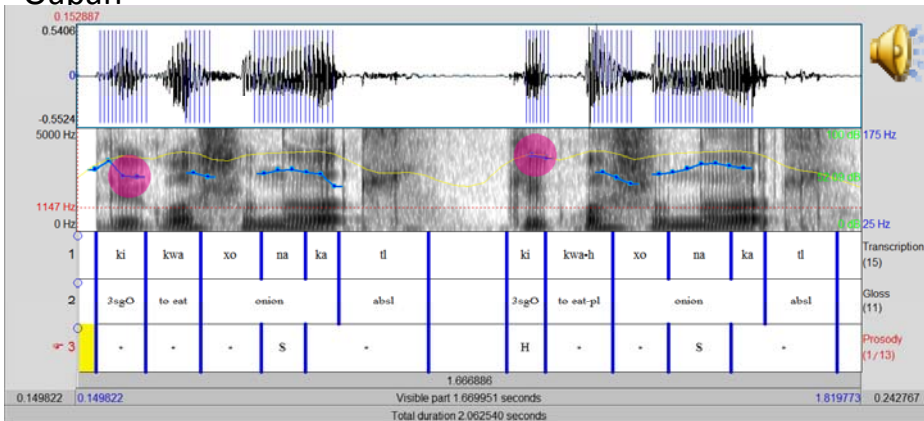 0.152887
0.5406
0
-0.5524
5000 Hz
175 Hz
1147 Hz
0 Hz
25 Hz
1 ki kwa xo na ka tl ki kwa-h xo na ka tl Transcription (15)
2 3sgO to eat onion absl 3sgO to eat-pl onion absl Gloss (11)
3 - - - S - H - - S - Prosody (1/13)
1.666886
0.149822 0.149822 Visible part 1.669951 seconds 1.819773 0.242767
Total duration 2.062540 seconds